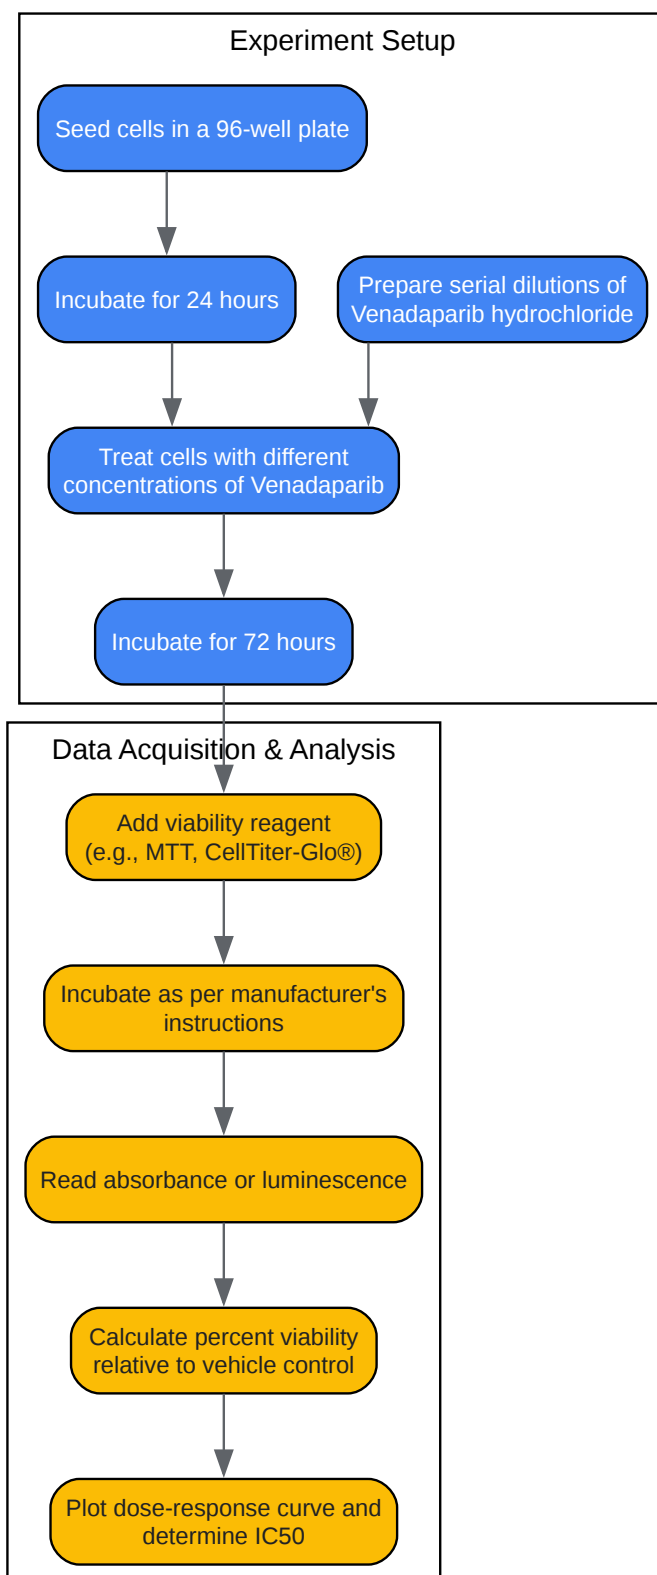 Experiment Setup
Seed cells in a 96-well plate
Incubate for 24 hours
Prepare serial dilutions of
Venadaparib hydrochloride
Treat cells with different
concentrations of Venadaparib
Incubate for 72 hours
Data Acquisition & Analysis
Add viability reagent
(e.g., MTT, CellTiter-Glo®)
Incubate as per manufacturer's
instructions
Read absorbance or luminescence
Calculate percent viability
relative to vehicle control
Plot dose-response curve and
determine IC50